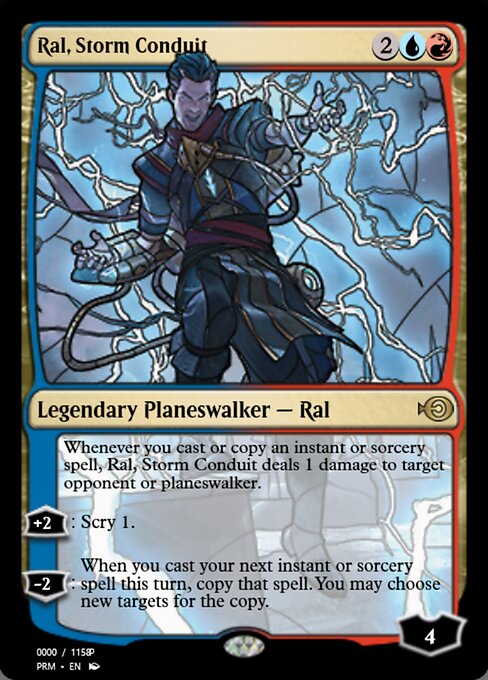 Ral, Storm Conduit 2
Legendary Planeswalker — Ral
Whenever you cast or copy an instant or sorcery
spell, Ral, Storm Conduit deals 1 damage to target
opponent or planeswalker.
+2 : Scry 1.
When you cast your next instant or sorcery
-2 : spell this turn, copy that spell. You may choose
new targets for the copy.
4
0000 / 1158P
PRM • EN